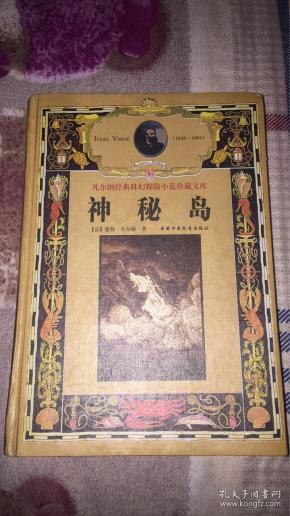 JULES VERNE
(1828-1905)
凡尔纳经典科幻探险小说珍藏文库
神秘岛
【法】儒勒·凡尔纳 著
孔夫子旧书网